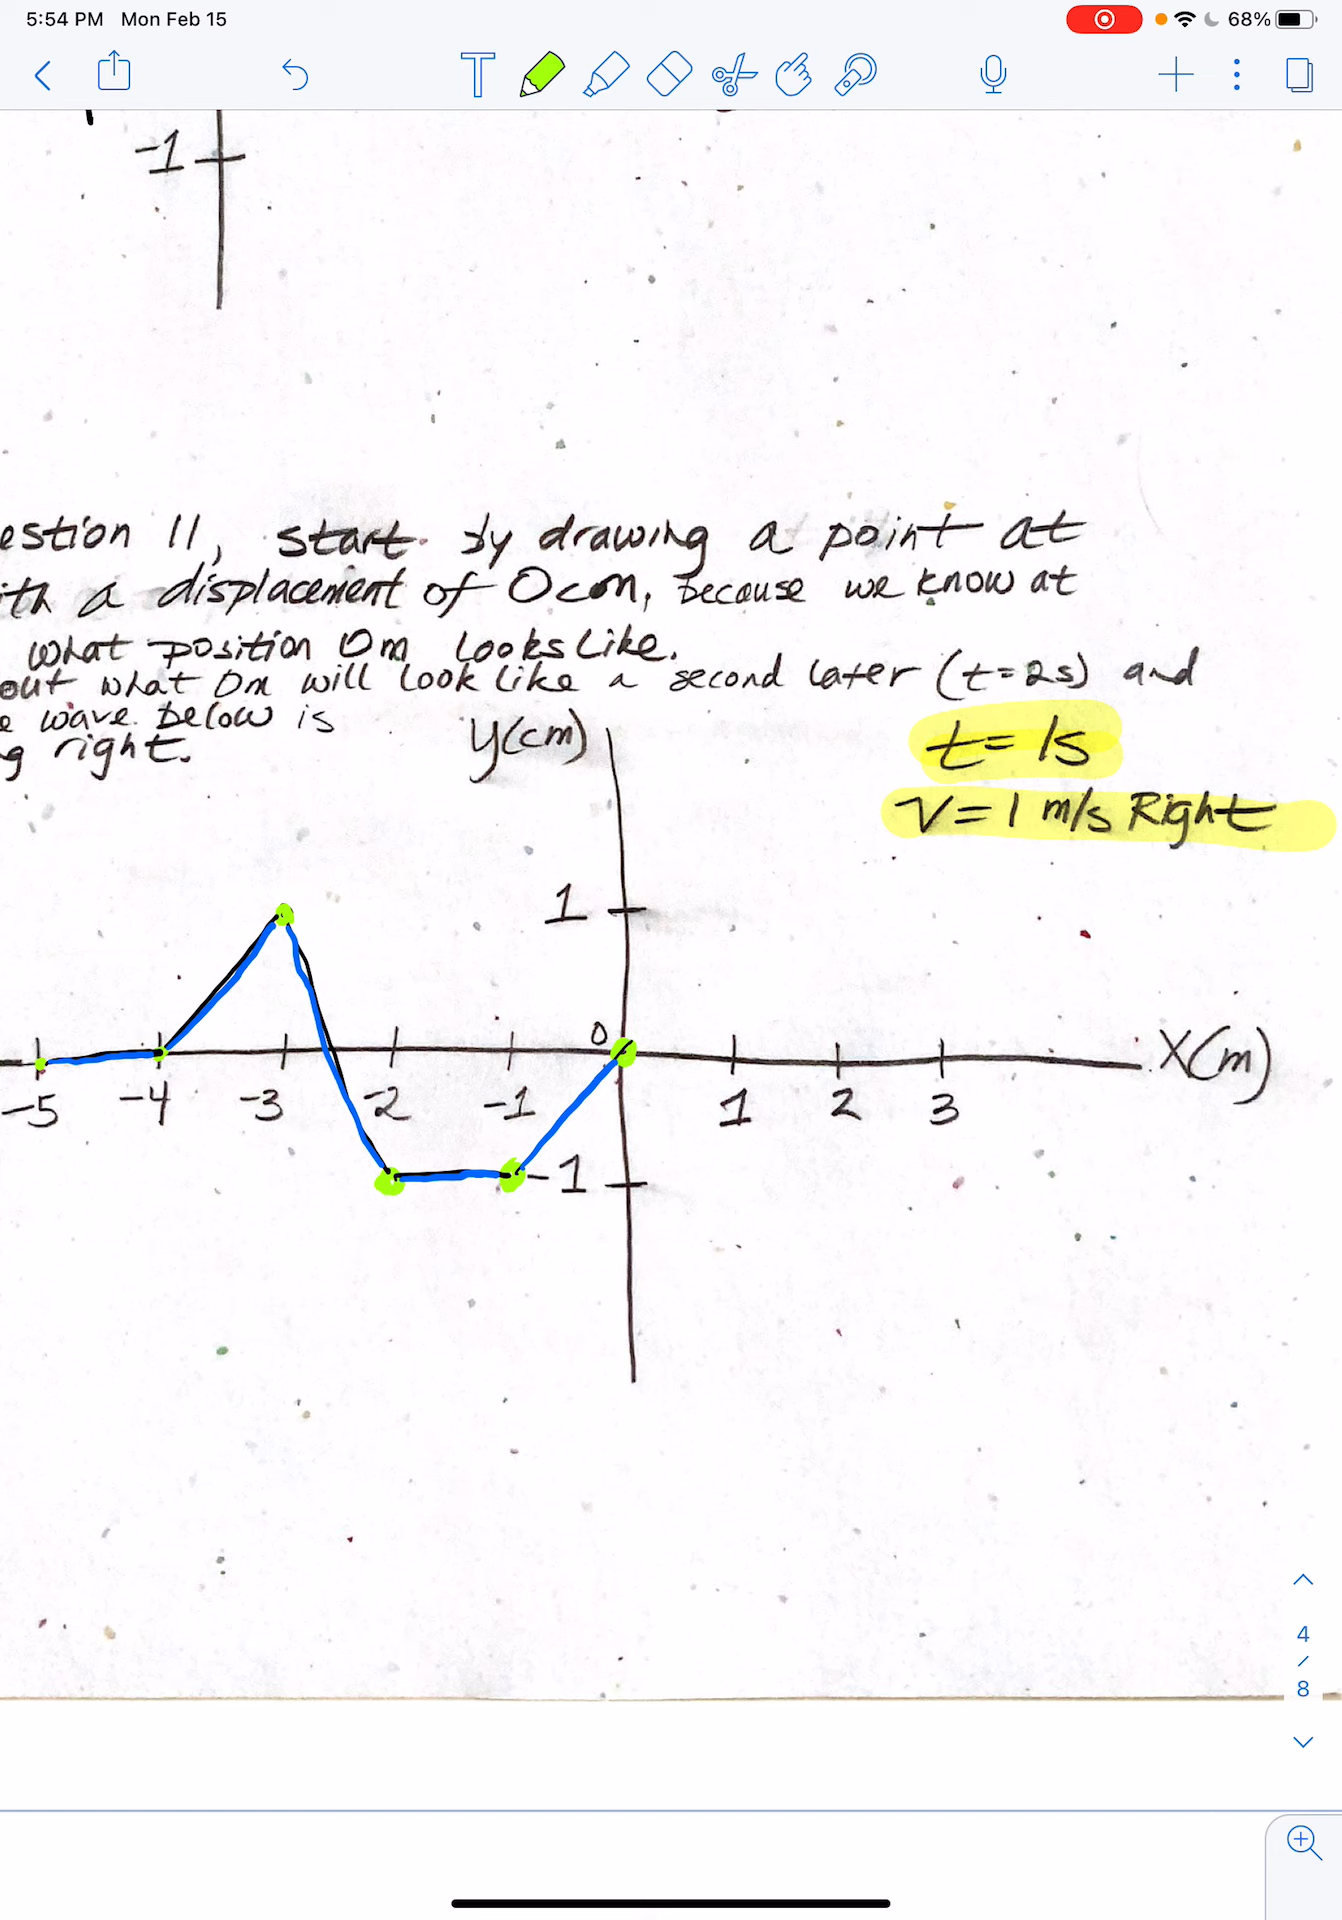 5:54 PM Mon Feb 15
68%
T
-1
estion 11, start by drawing a point at
ith a displacement of 0cm, because we know at
what position 0m looks like.
out what 0m will look like a second later (t=2s) and
e wave below is
g right.
y(cm)
t= 1s
V=1 m/s Right
1
0
X(m)
-5 -4 -3 -2 -1 1 2 3
-1
4
/
8